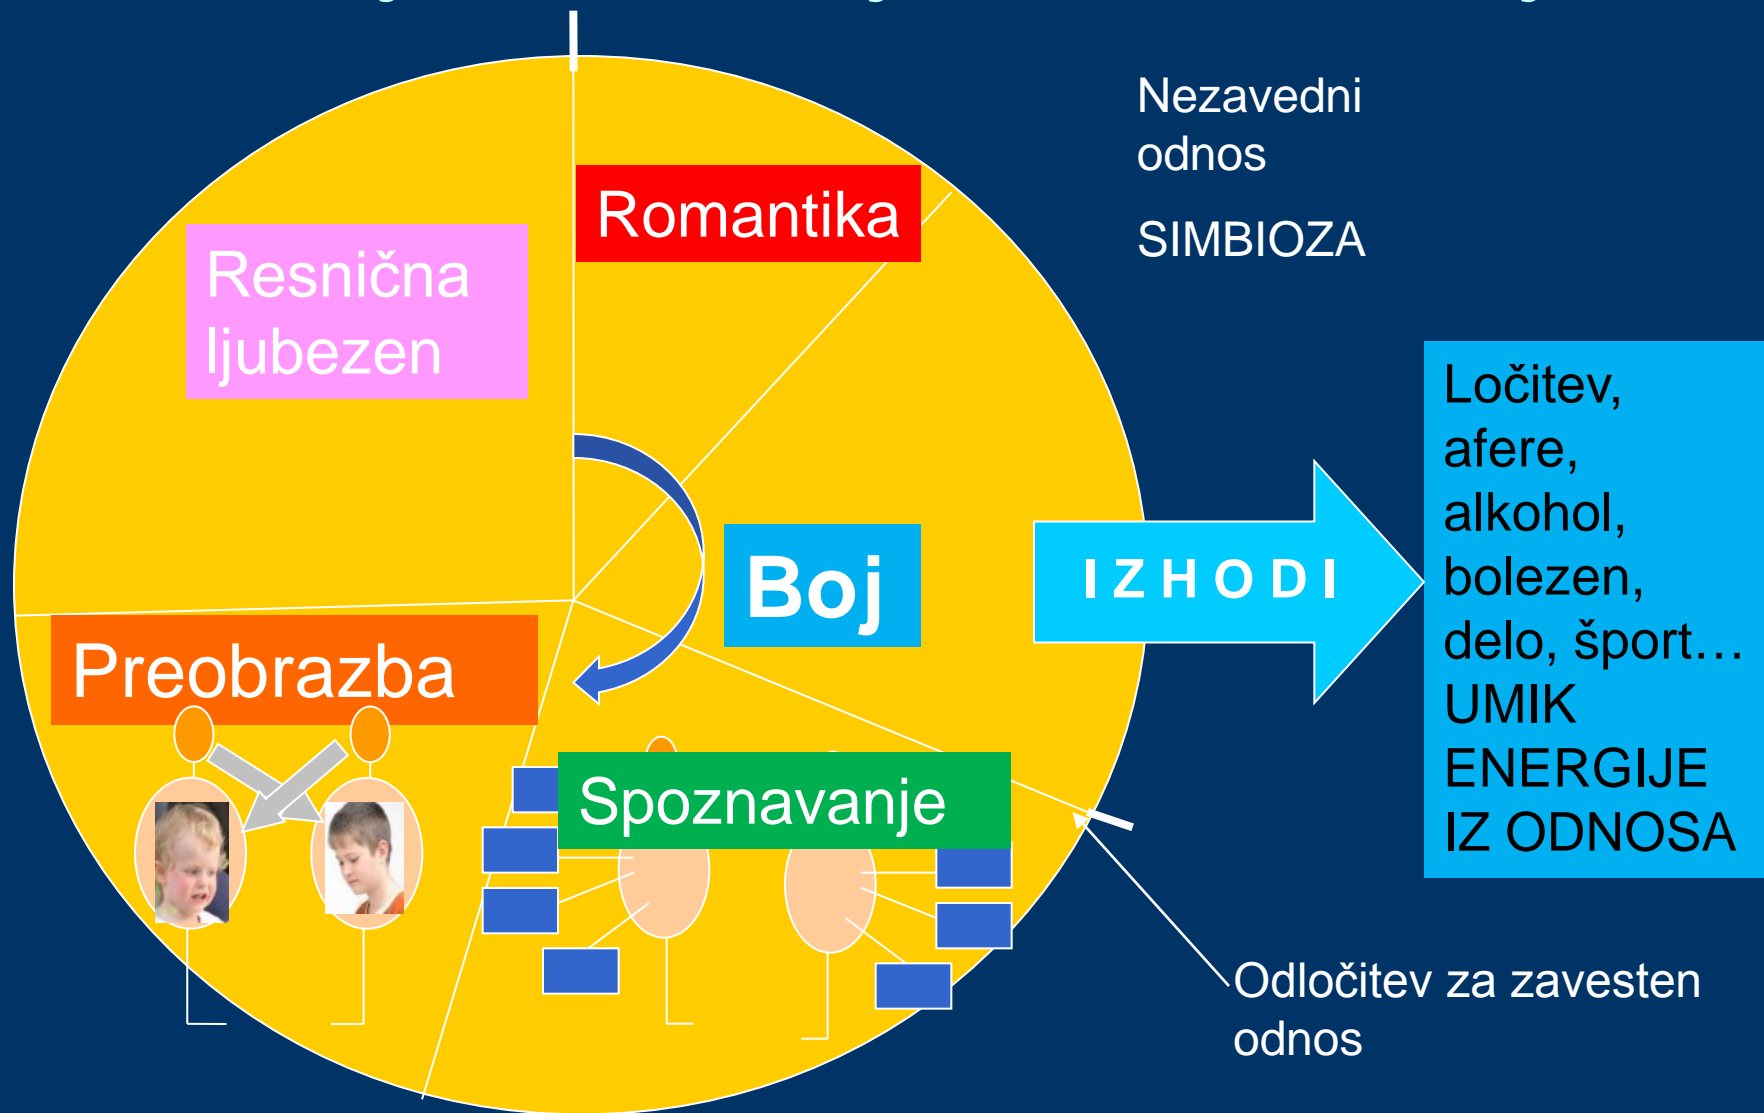 Nezavedni
odnos
SIMBIOZA
Romantika
Resnična
ljubezen
Boj
I Z H O D I
Ločitev,
afere,
alkohol,
bolezen,
delo, šport…
UMIK
ENERGIJE
IZ ODNOSA
Preobrazba
Spoznavanje
Odločitev za zavesten
odnos